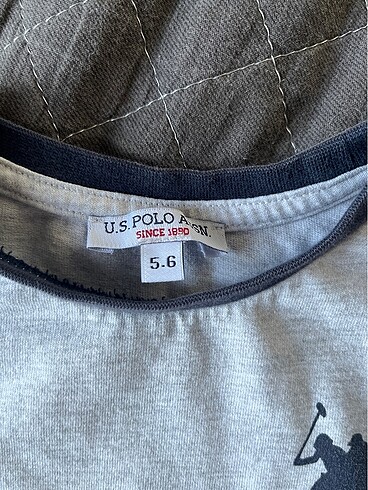 U.S. POLO ASSN.
SINCE 1890
5.6